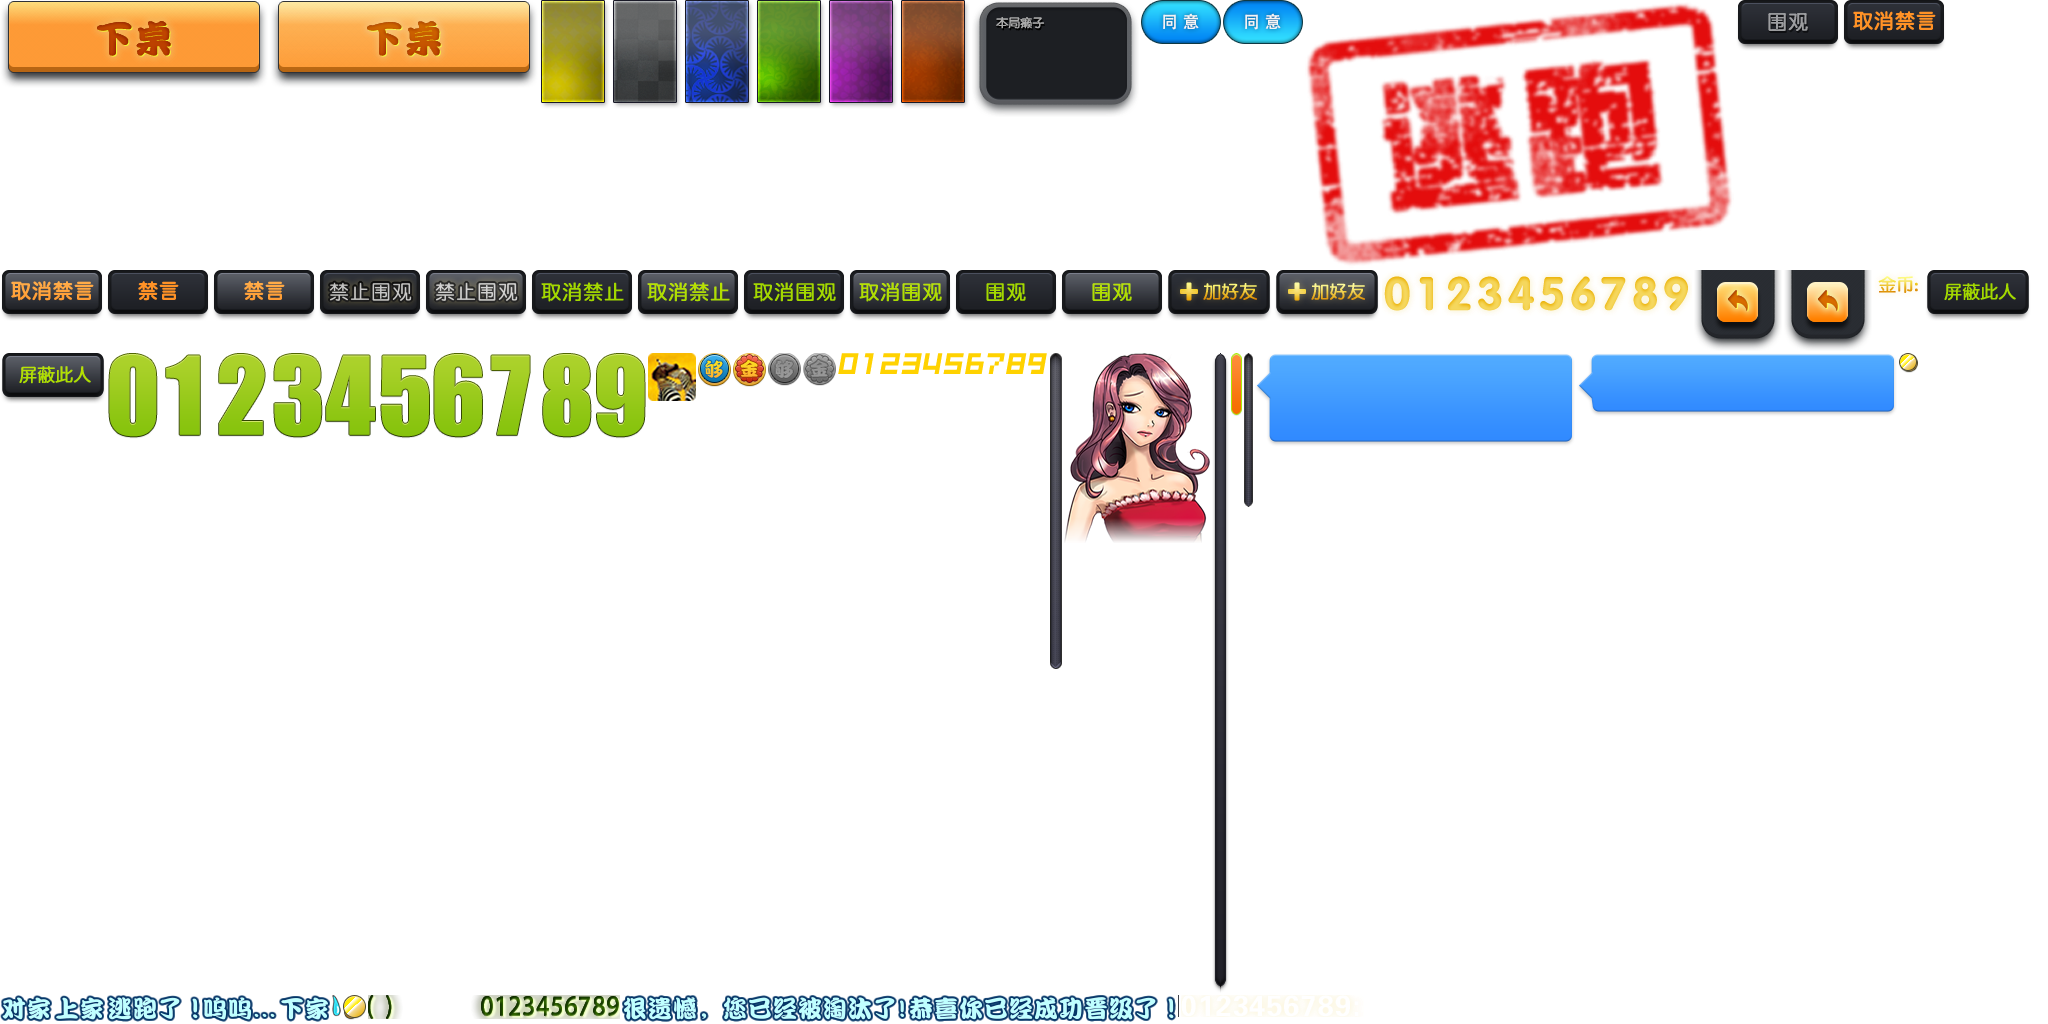 下桌 下桌 本局癞子 同意 同意 逃跑 围观 取消禁言
取消禁言 禁言 禁言 禁止围观 禁止围观 取消禁止 取消禁止 取消围观 取消围观 围观 围观 加好友 加好友 0123456789 金币: 屏蔽此人
屏蔽此人 0123456789 够 金 够 金 0123456789
对家上家逃跑了!呜呜...下家 () 0123456789 很遗憾，您已经被淘汰了!恭喜你已经成功晋级了! 0123456789